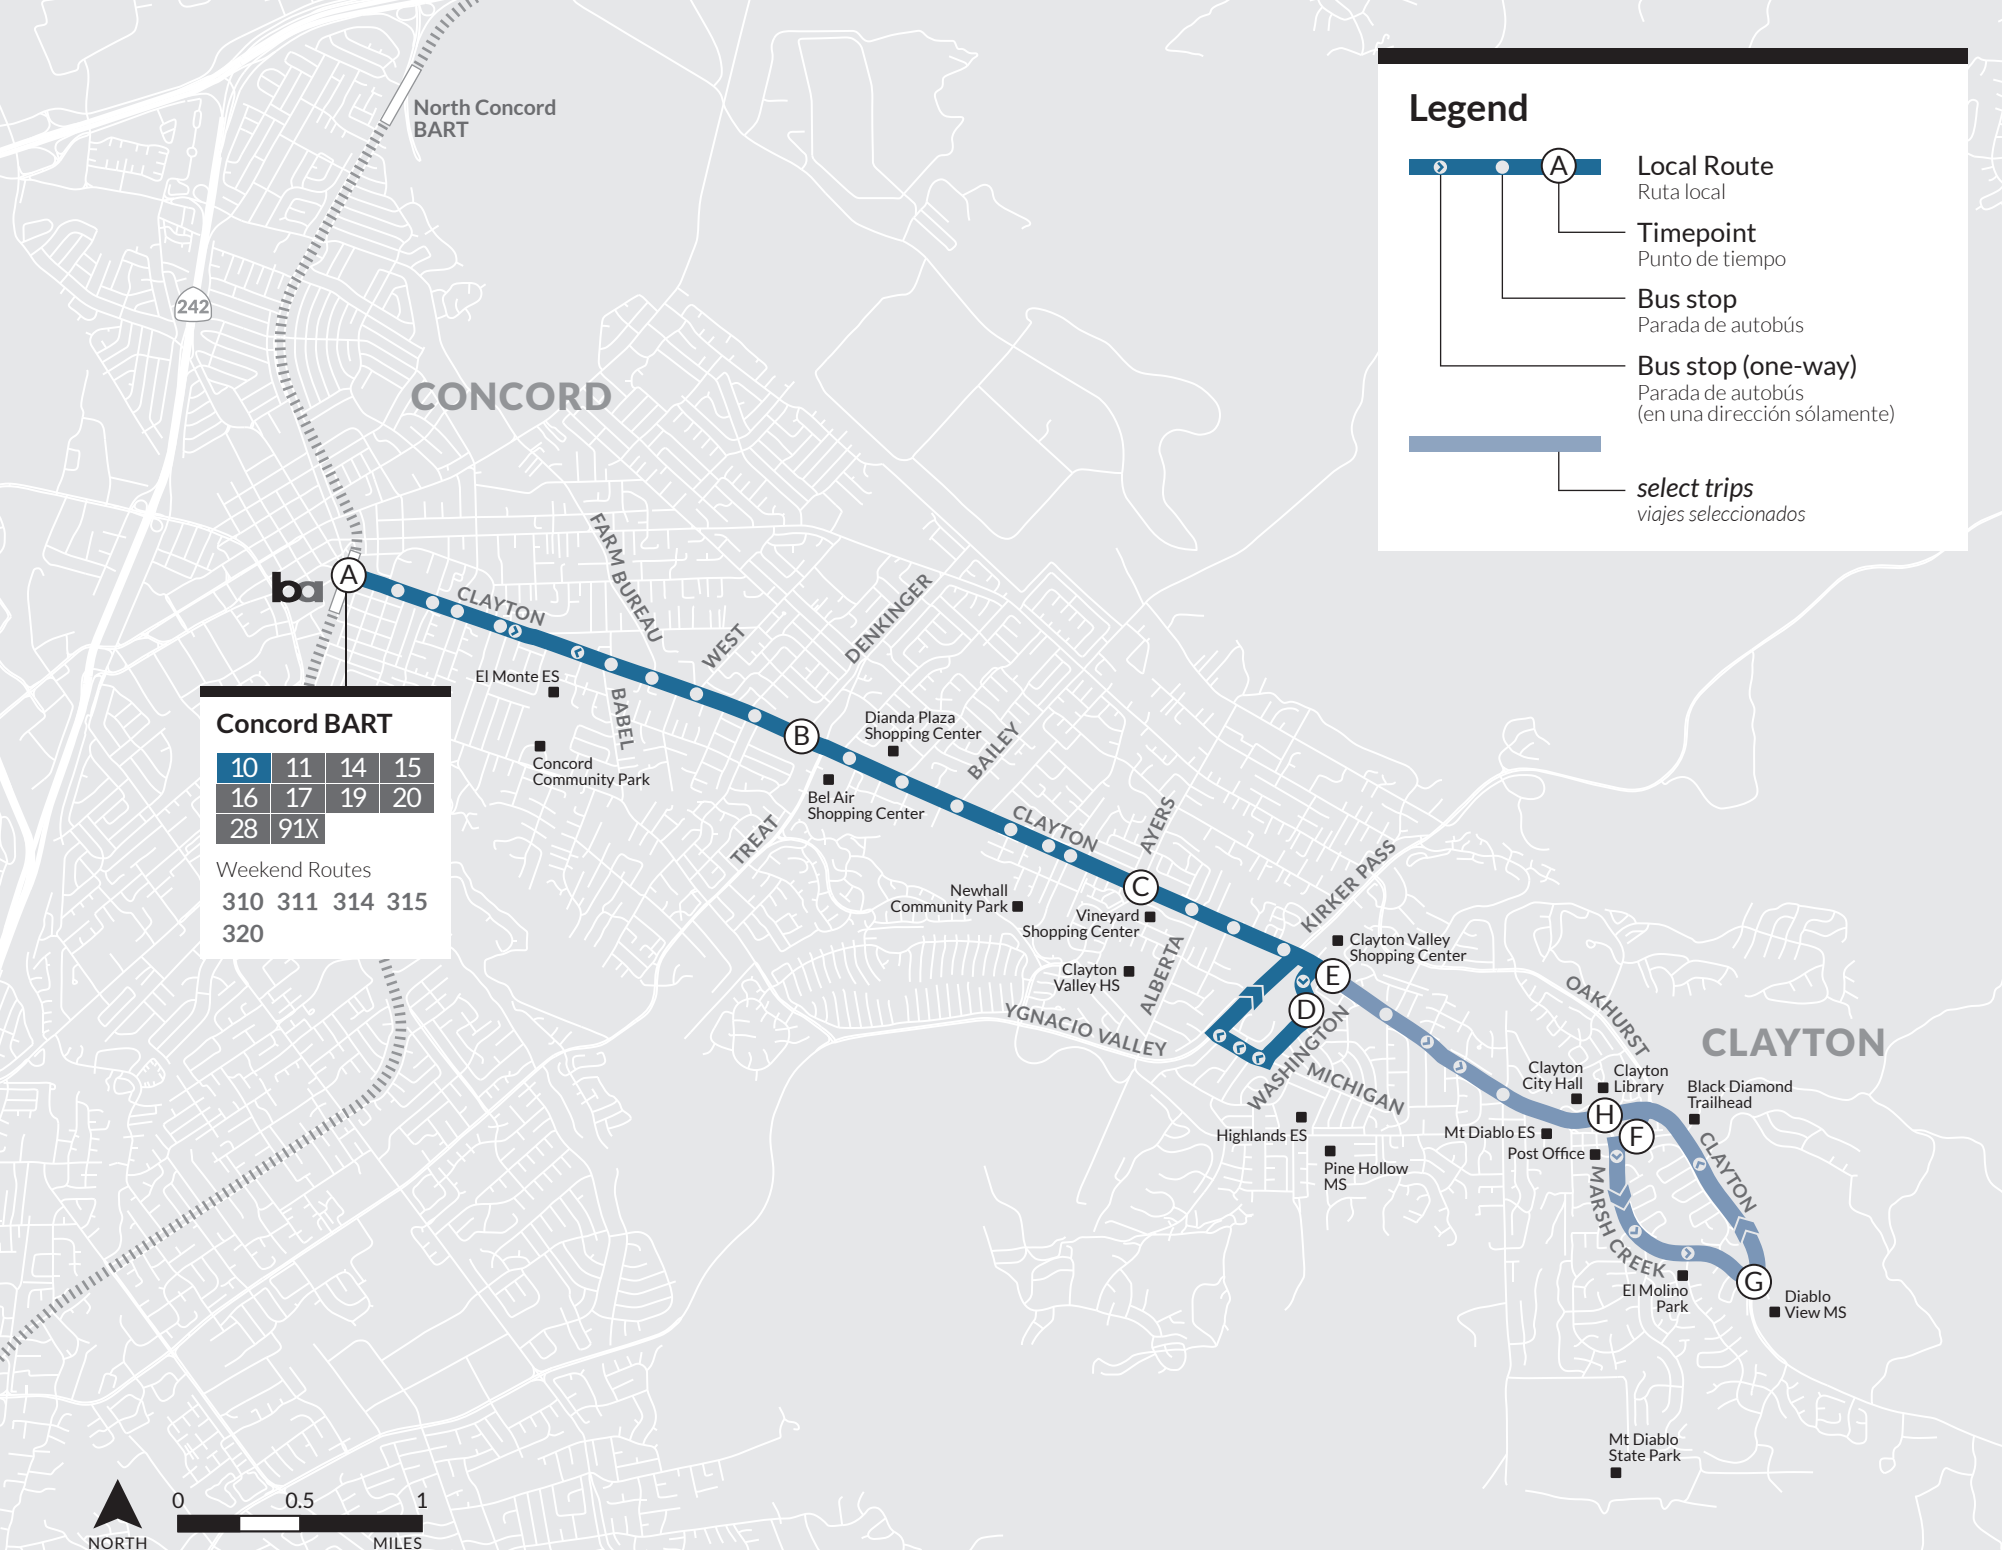 North Concord
BART
242
CONCORD
Legend
A
Local Route
Ruta local
Timepoint
Punto de tiempo
Bus stop
Parada de autobús
Bus stop (one-way)
Parada de autobús
(en una dirección sólamente)
select trips
viajes seleccionados
ba
A
CLAYTON
FARM BUREAU
WEST
DENKINGER
El Monte ES
BABEL
Concord
Community Park
B
Dianda Plaza
Shopping Center
BAILEY
Bel Air
Shopping Center
TREAT
CLAYTON
AYERS
Concord BART
10 11 14 15
16 17 19 20
28 91X
Weekend Routes
310 311 314 315
320
C
Newhall
Community Park
Vineyard
Shopping Center
Clayton
Valley HS
ALBERTA
YGNACIO VALLEY
KIRKER PASS
Clayton Valley
Shopping Center
E
D
WASHINGTON
MICHIGAN
Highlands ES
Pine Hollow
MS
OAKHURST
CLAYTON
Clayton
City Hall
Clayton
Library
Black Diamond
Trailhead
H
F
Mt Diablo ES
Post Office
CLAYTON
MARSH CREEK
El Molino
Park
G
Diablo
View MS
Mt Diablo
State Park
NORTH
0 0.5 1
MILES